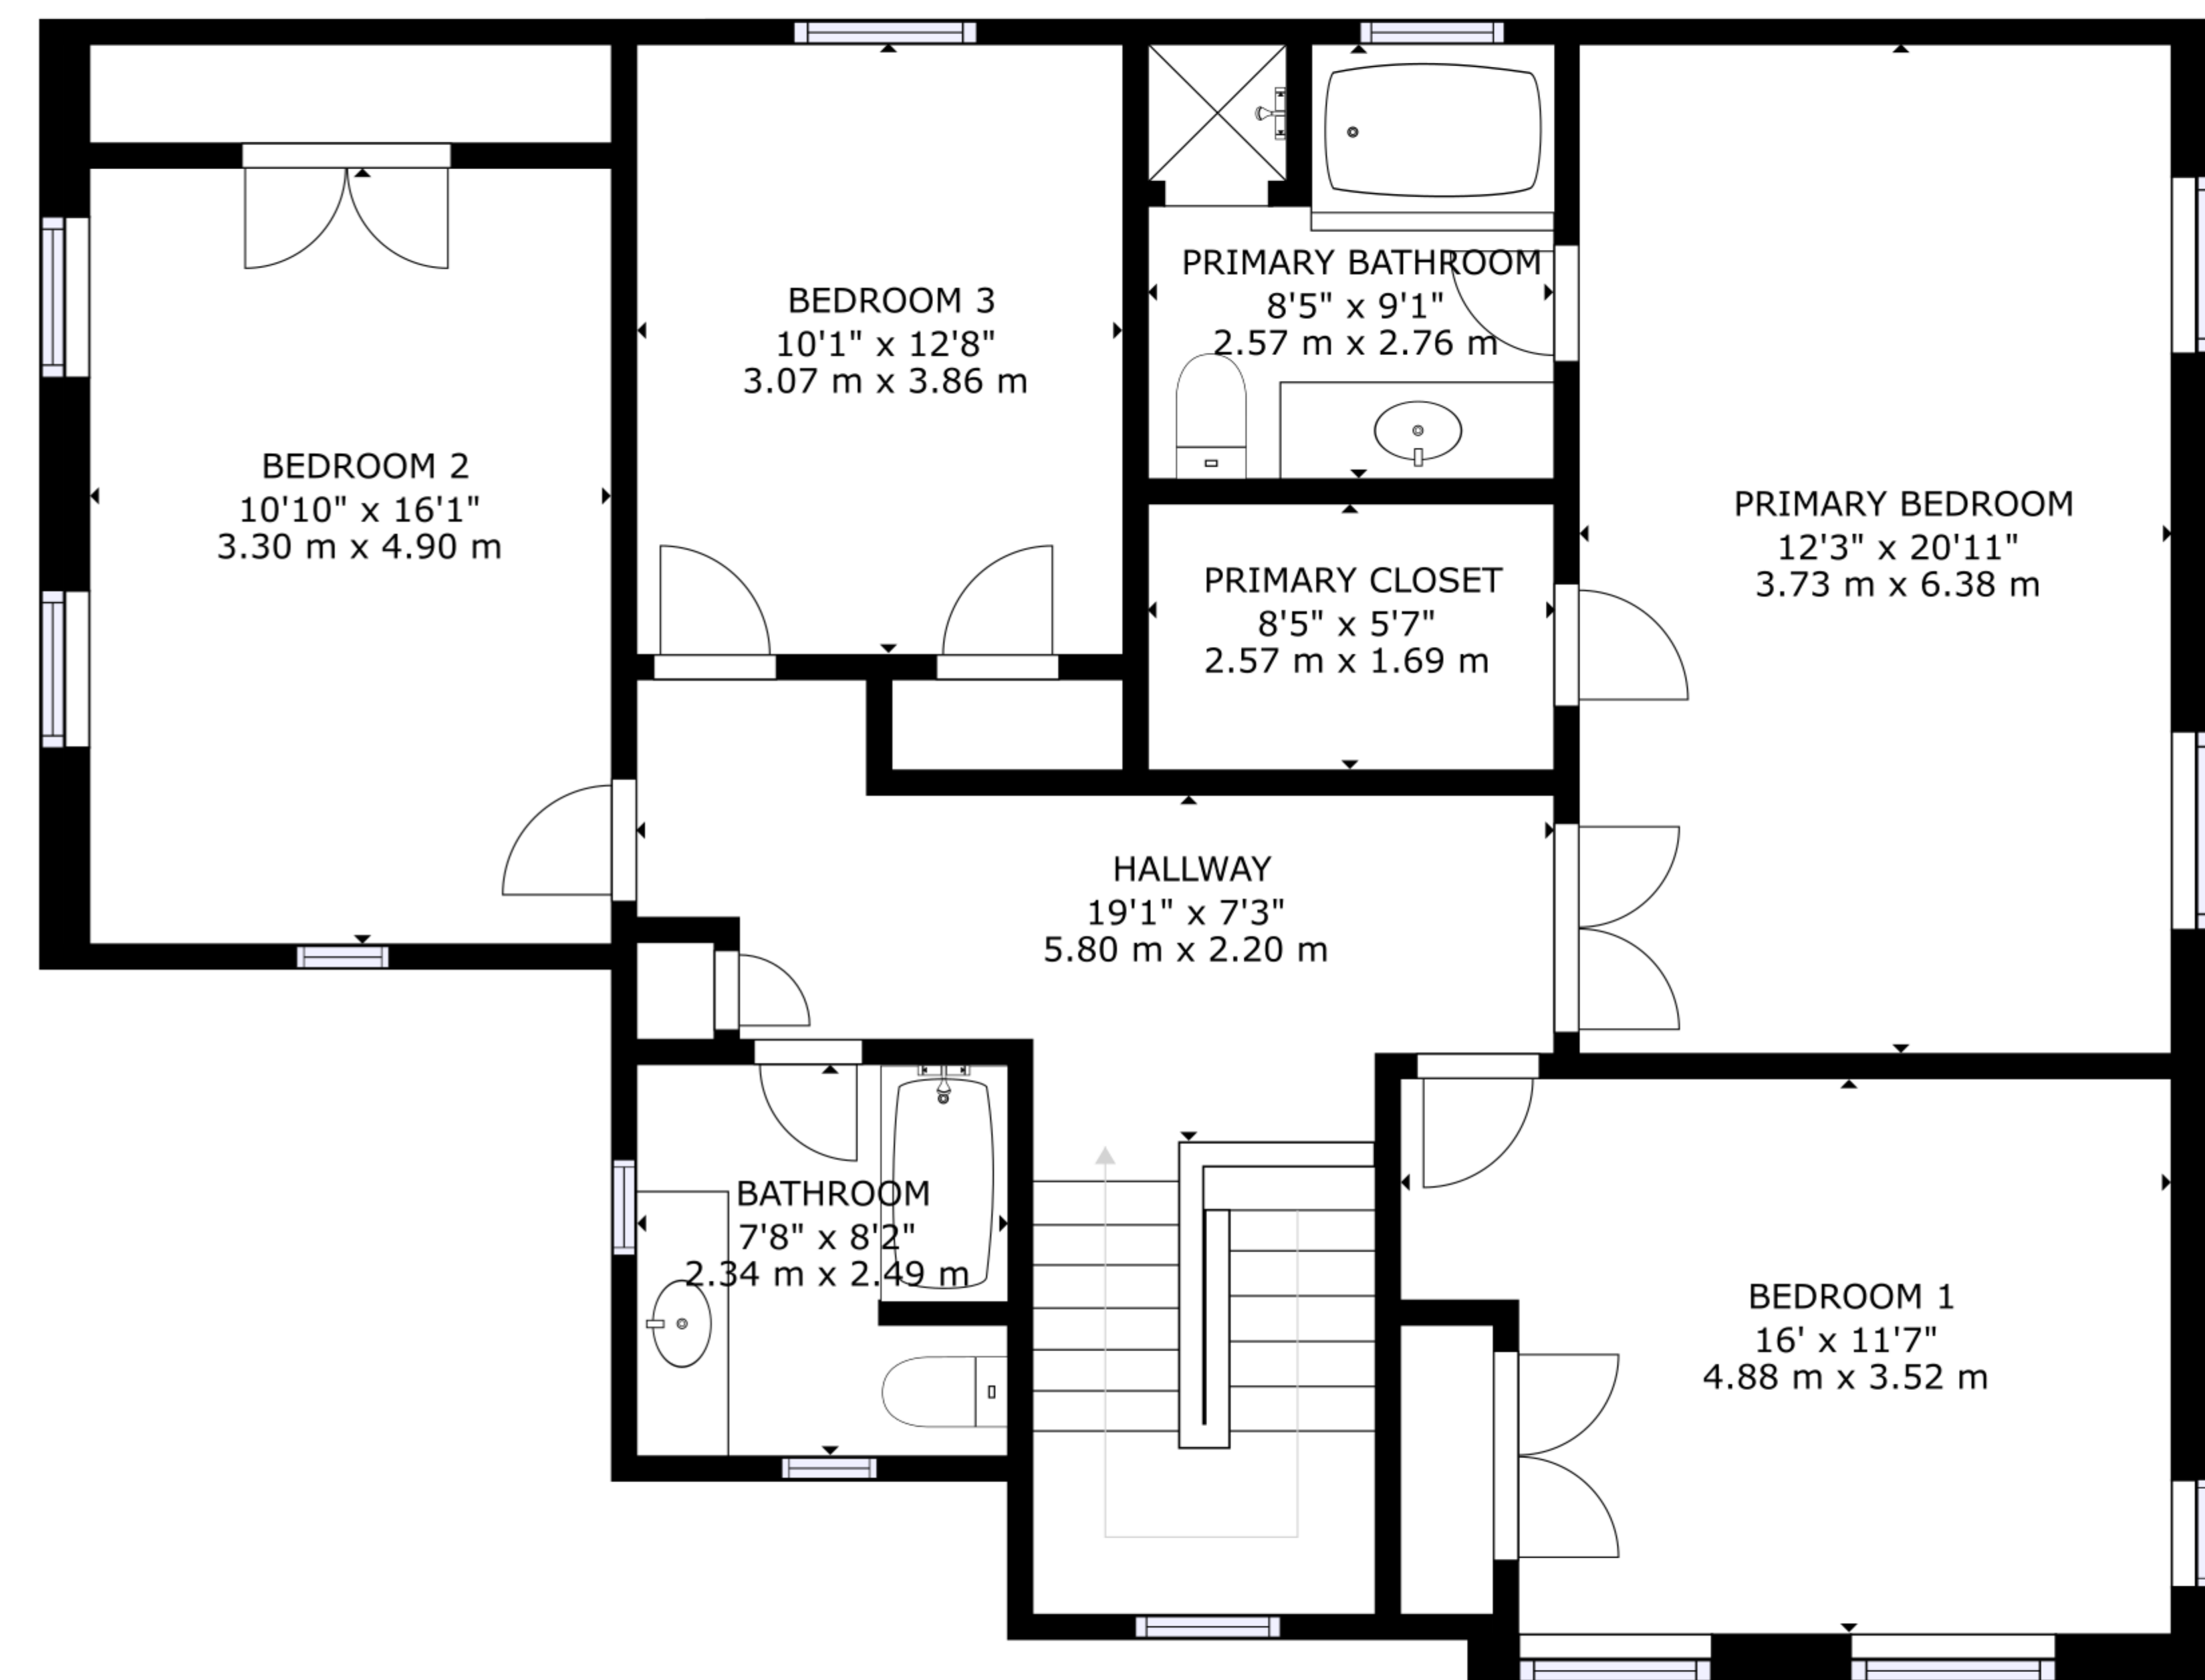 PRIMARY BATHROOM
8'5" x 9'1"
2.57 m x 2.76 m
BEDROOM 3
10'1" x 12'8"
3.07 m x 3.86 m
BEDROOM 2
10'10" x 16'1"
3.30 m x 4.90 m
PRIMARY BEDROOM
12'3" x 20'11"
3.73 m x 6.38 m
PRIMARY CLOSET
8'5" x 5'7"
2.57 m x 1.69 m
HALLWAY
19'1" x 7'3"
5.80 m x 2.20 m
BATHROOM
7'8" x 8'2"
2.34 m x 2.49 m
BEDROOM 1
16' x 11'7"
4.88 m x 3.52 m